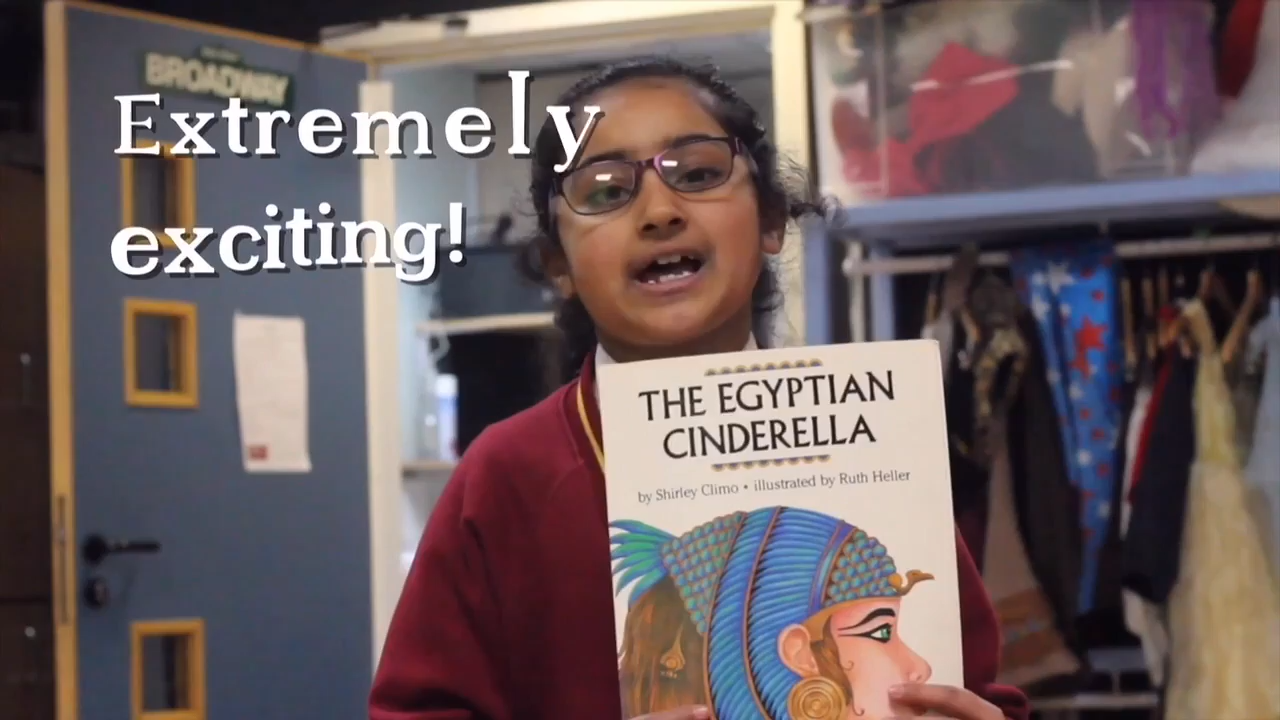 BROADWAY
Extremely
exciting!
THE EGYPTIAN
CINDERELLA
by Shirley Climo • illustrated by Ruth Heller